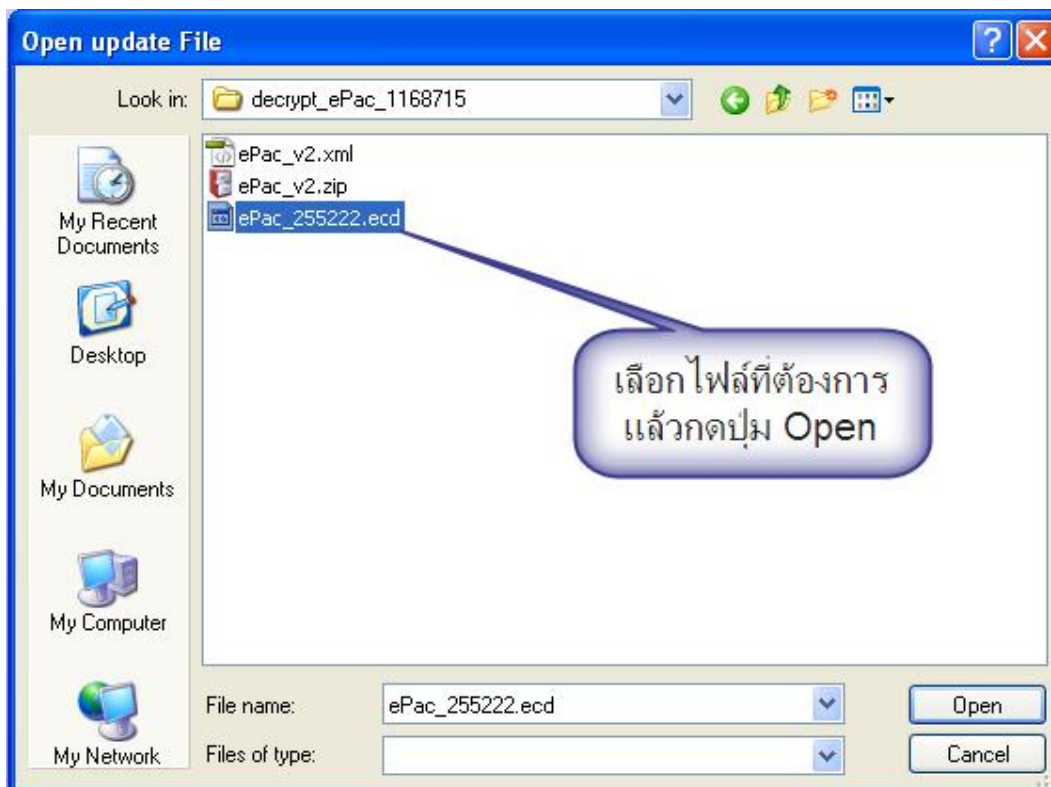 Open update File
Look in:
decrypt_ePac_1168715
My Recent
Documents
Desktop
My Documents
My Computer
My Network
ePac_v2.xml
ePac_v2.zip
ePac_255222.ecd
เลือกไฟล์ที่ต้องการ
แล้วกดปุ่ม Open
File name:
ePac_255222.ecd
Open
Files of type:
Cancel